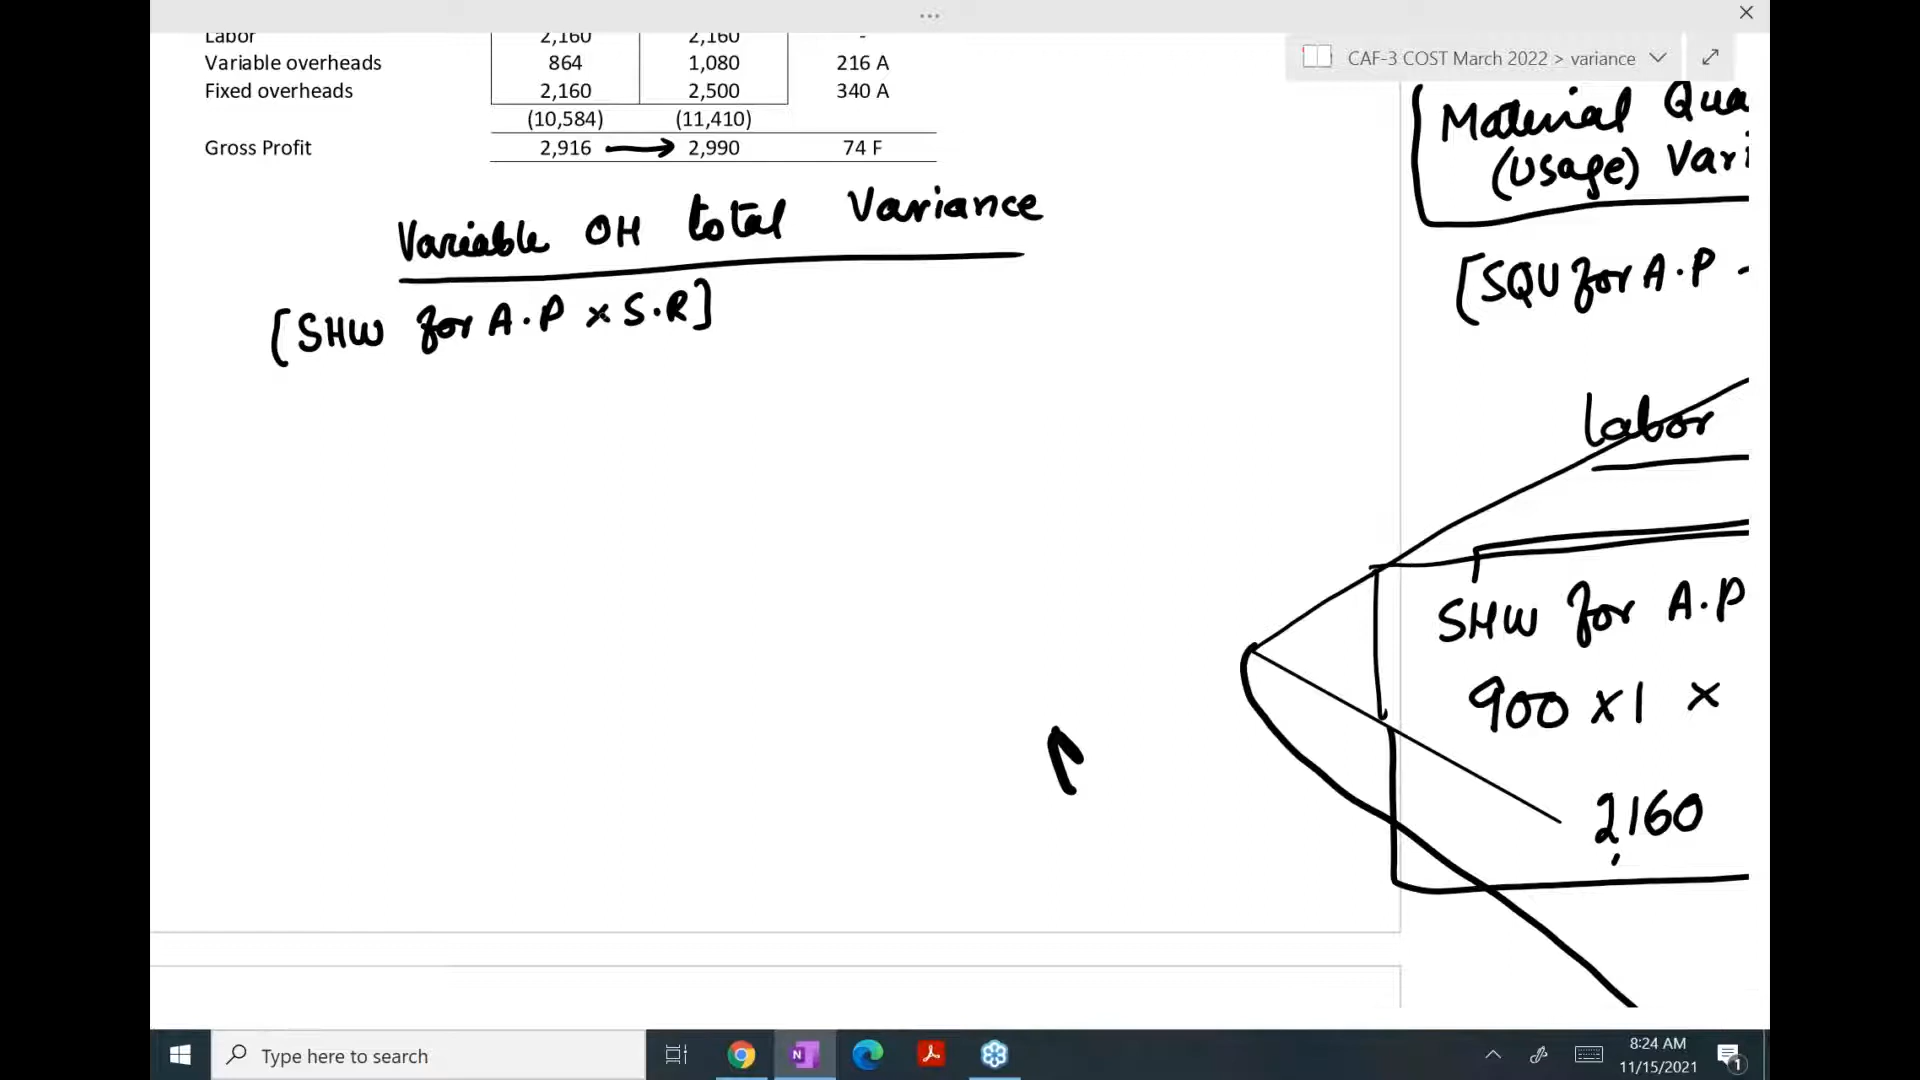 Labor 2,160 2,160 -
Variable overheads 864 1,080 216 A
Fixed overheads 2,160 2,500 340 A
(10,584) (11,410)
Gross Profit 2,916 2,990 74 F
Variable OH total Variance
[SHW for A.P × S.R]
CAF-3 COST March 2022 > variance
Material Qua
(Usage) Vari
[SQU for A.P -
Labor
SHW for A.P
900 × 1 ×
2160
Type here to search
8:24 AM
11/15/2021
1